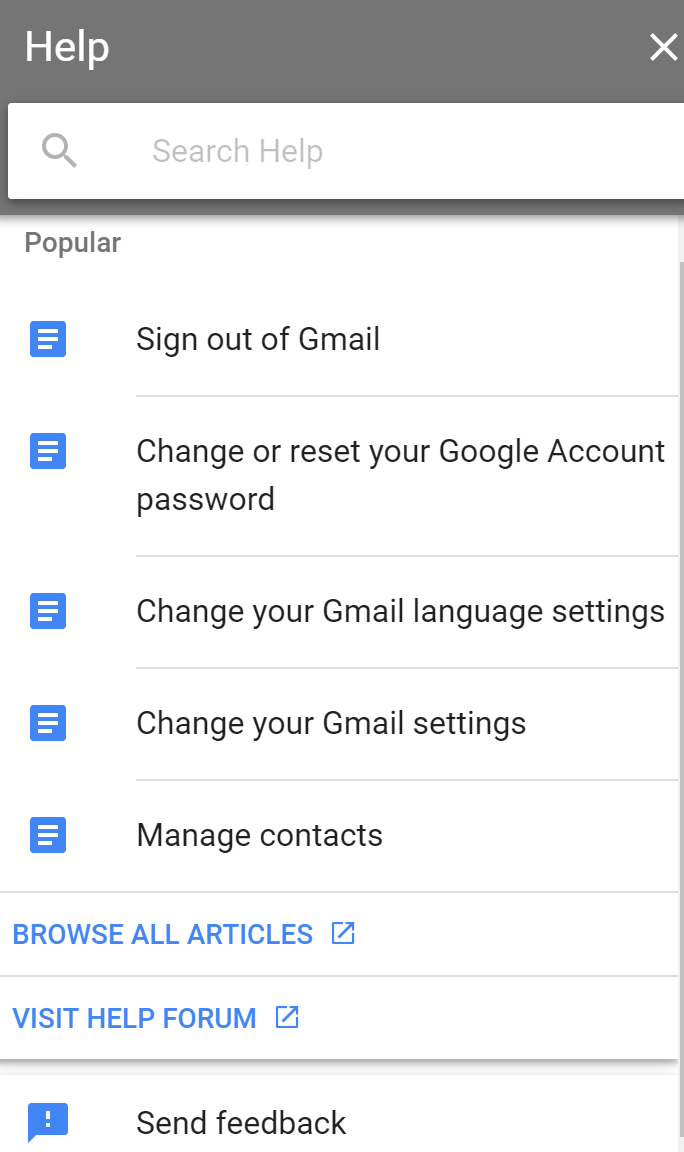 Help
Search Help
Popular
Sign out of Gmail
Change or reset your Google Account
password
Change your Gmail language settings
Change your Gmail settings
Manage contacts
BROWSE ALL ARTICLES
VISIT HELP FORUM
Send feedback